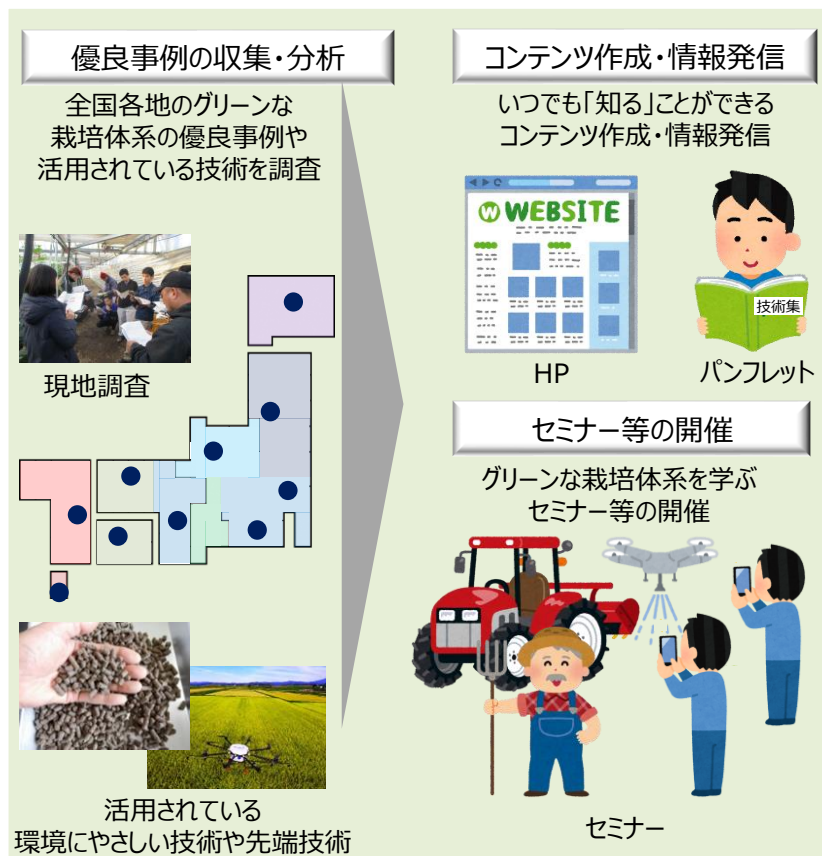 優良事例の収集・分析
全国各地のグリーンな
栽培体系の優良事例や
活用されている技術を調査
現地調査
活用されている
環境にやさしい技術や先端技術
コンテンツ作成・情報発信
いつでも「知る」ことができる
コンテンツ作成・情報発信
W WEBSITE
技術集
HP
パンフレット
セミナー等の開催
グリーンな栽培体系を学ぶ
セミナー等の開催
セミナー